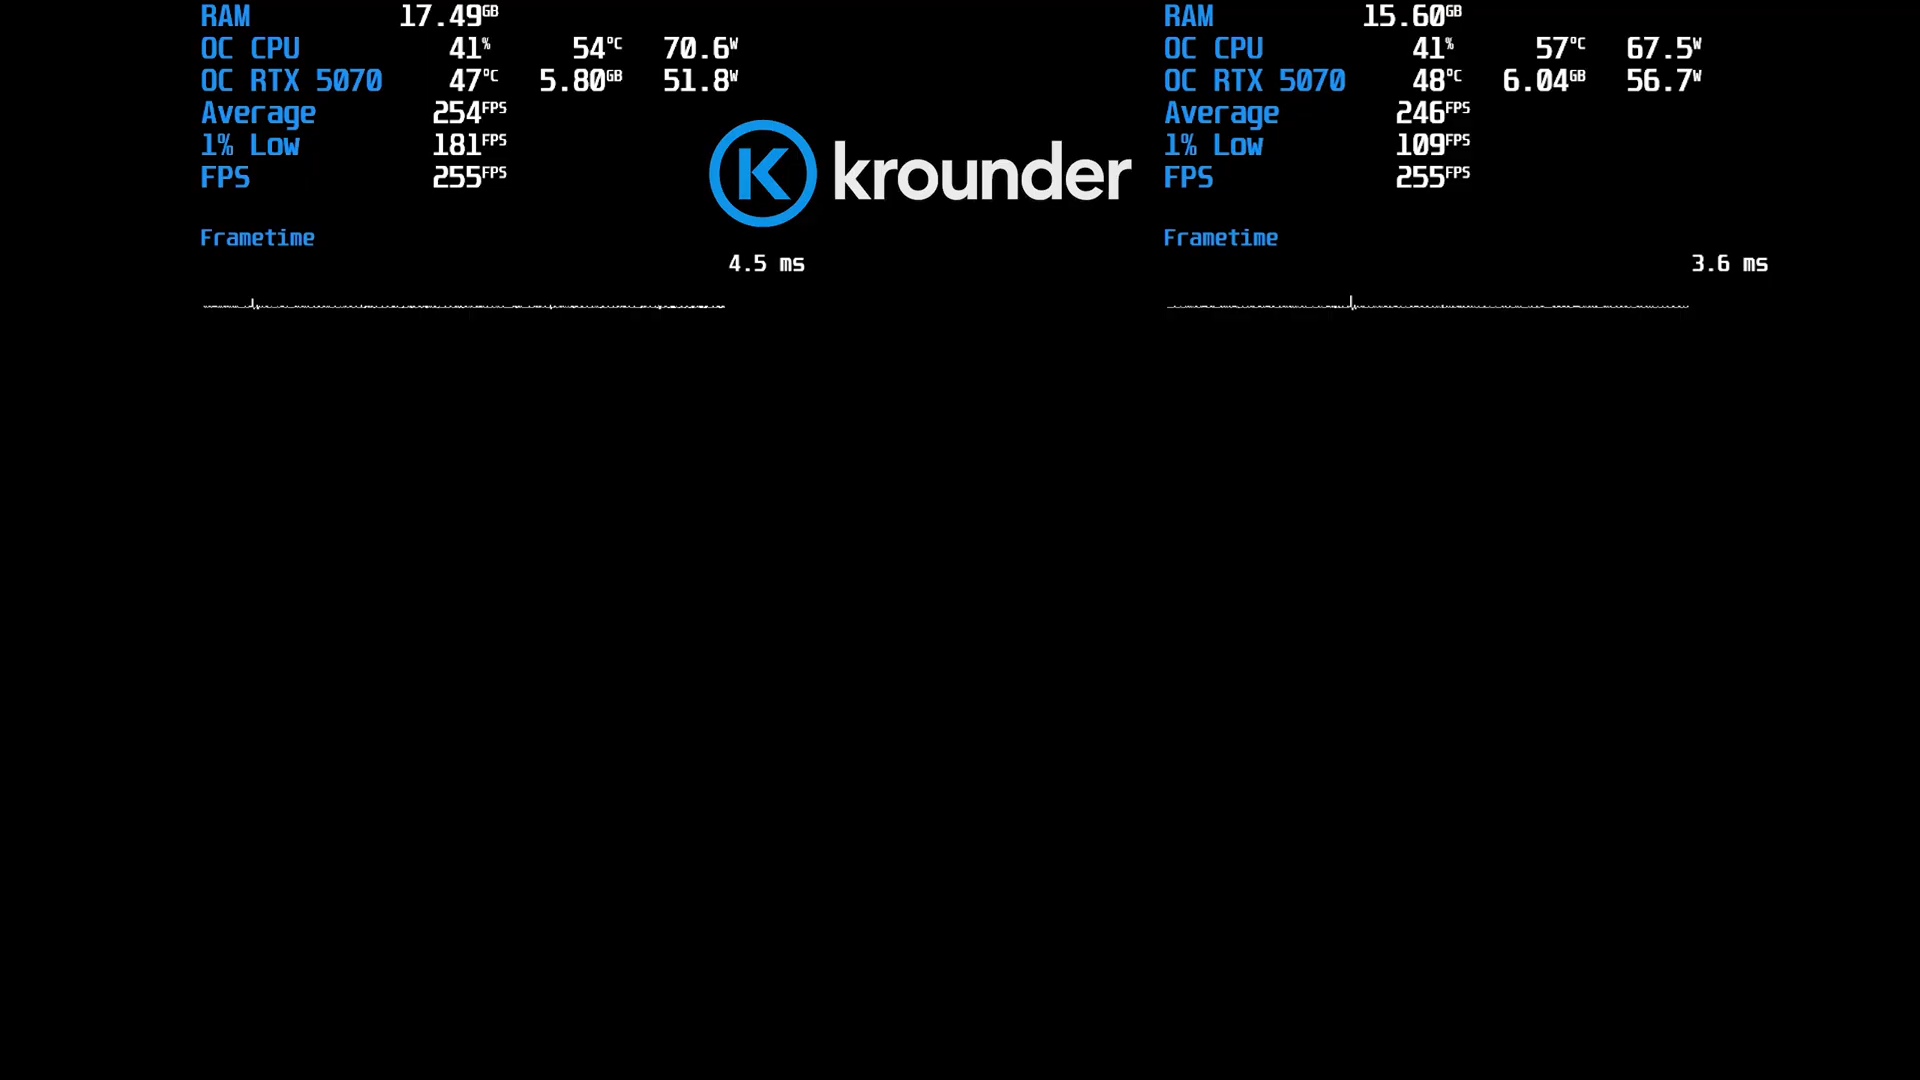 RAM 17.49GB
OC CPU 41% 54°C 70.6W
OC RTX 5070 47°C 5.80GB 51.8W
Average 254FPS
1% Low 181FPS
FPS 255FPS
Frametime
4.5 ms
K krounder
RAM 15.60GB
OC CPU 41% 57°C 67.5W
OC RTX 5070 48°C 6.04GB 56.7W
Average 246FPS
1% Low 109FPS
FPS 255FPS
Frametime
3.6 ms